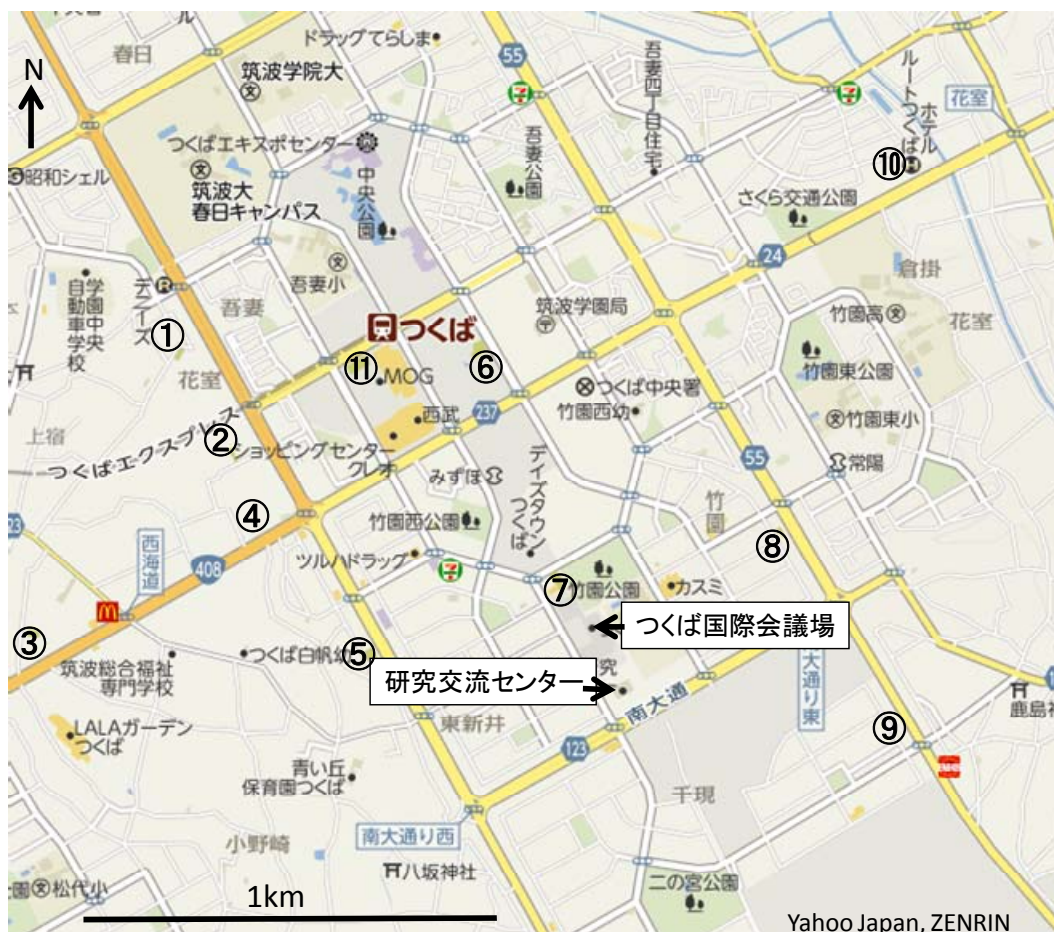 春日
ドラッグてらしま
N
筑波学院大
文
55
吾妻四丁目住宅
ホテル
ルートつくば
花室
つくばエキスポセンター
昭和シェル
文
筑波大
春日キャンパス
中央公園
吾妻公園
⑩
さくら交通公園
24
倉掛
学園中央
自動車学校
デニーズ
R
吾妻
文
吾妻小
筑波学園局
竹園高文
花室
①
つくば
⑪
MOG
⑥
つくば中央署
竹園東公園
花室
上宿
西武
237
竹園西幼
文竹園東小
②
つくばエクスプレス
ショッピングセンター
クレオ
みずほ
デイズタウン
つくば
55
常陽
④
竹園西公園
竹園
23
西海道
408
ツルハドラッグ
7
⑧
⑦
竹園公園
カスミ
つくば国際会議場
③
筑波総合福祉
専門学校
つくば白帆幼
⑤
研究交流センター
究
大通り東
鹿島神
LALAガーデン
つくば
東新井
南大通
⑨
123
青い丘
保育園つくば
千現
小野崎
南大通り西
八坂神社
文松代小
園
1km
二の宮公園
Yahoo Japan, ZENRIN